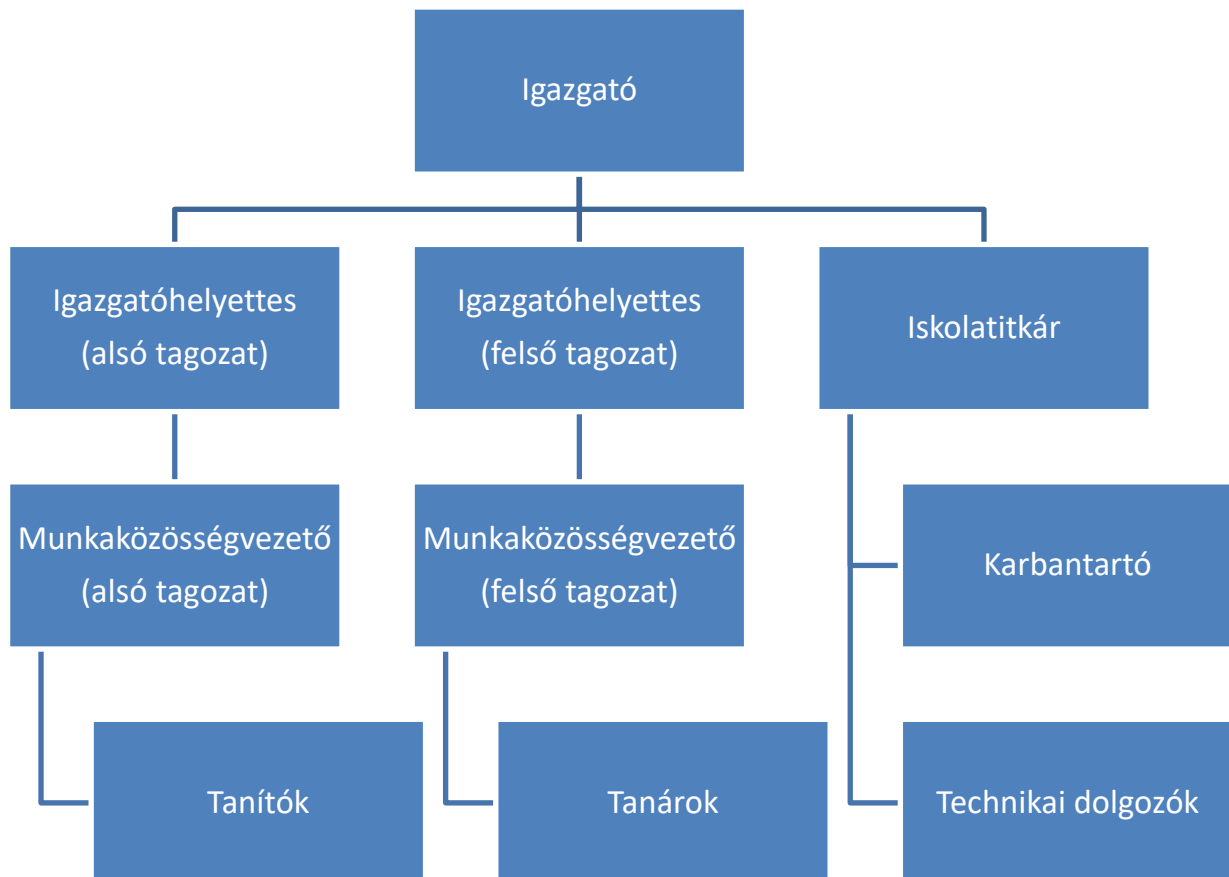 Igazgató
Igazgatóhelyettes
(alsó tagozat)
Igazgatóhelyettes
(felső tagozat)
Iskolatitkár
Munkaközösségvezető
(alsó tagozat)
Munkaközösségvezető
(felső tagozat)
Karbantartó
Tanítók
Tanárok
Technikai dolgozók